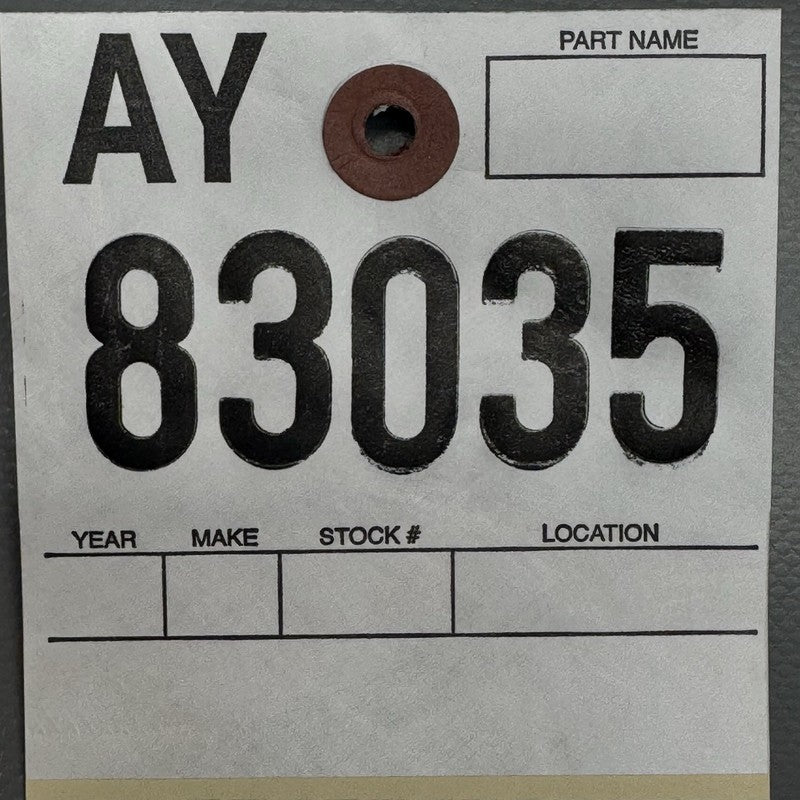 AY
PART NAME
83035
YEAR MAKE STOCK # LOCATION